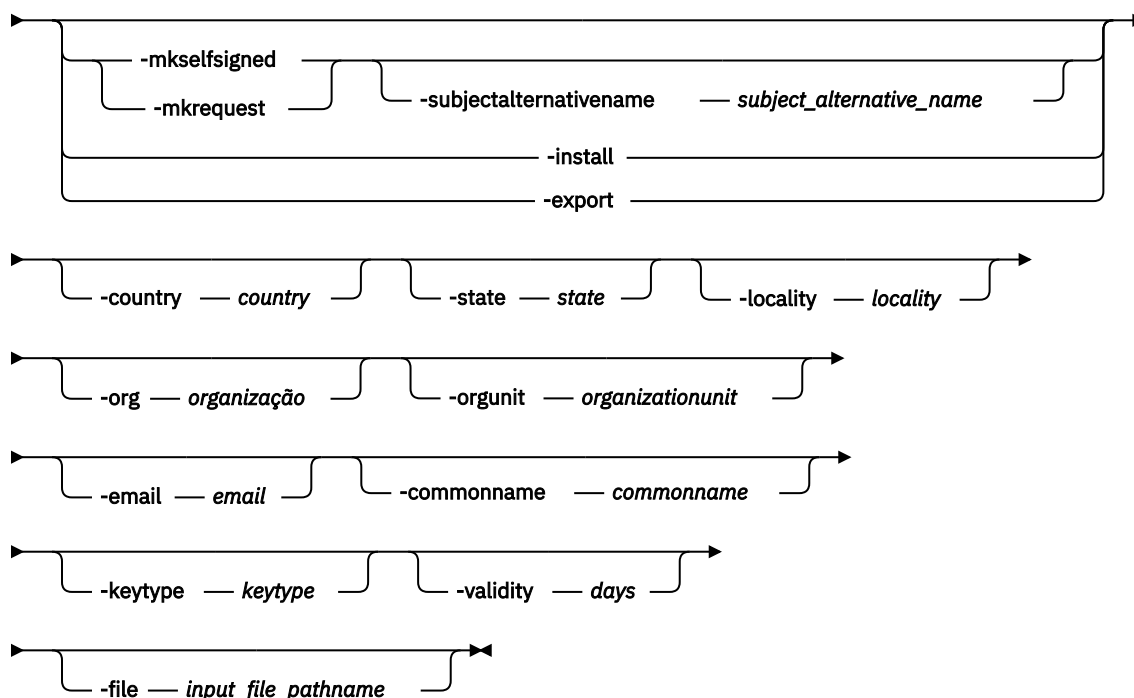 -mkselfsigned
-mkrequest -subjectalternativename subject_alternative_name
-install
-export
-country country -state state -locality locality
-org organização -orgunit organizationunit
-email email -commonname commonname
-keytype keytype -validity days
-file input_file_pathname